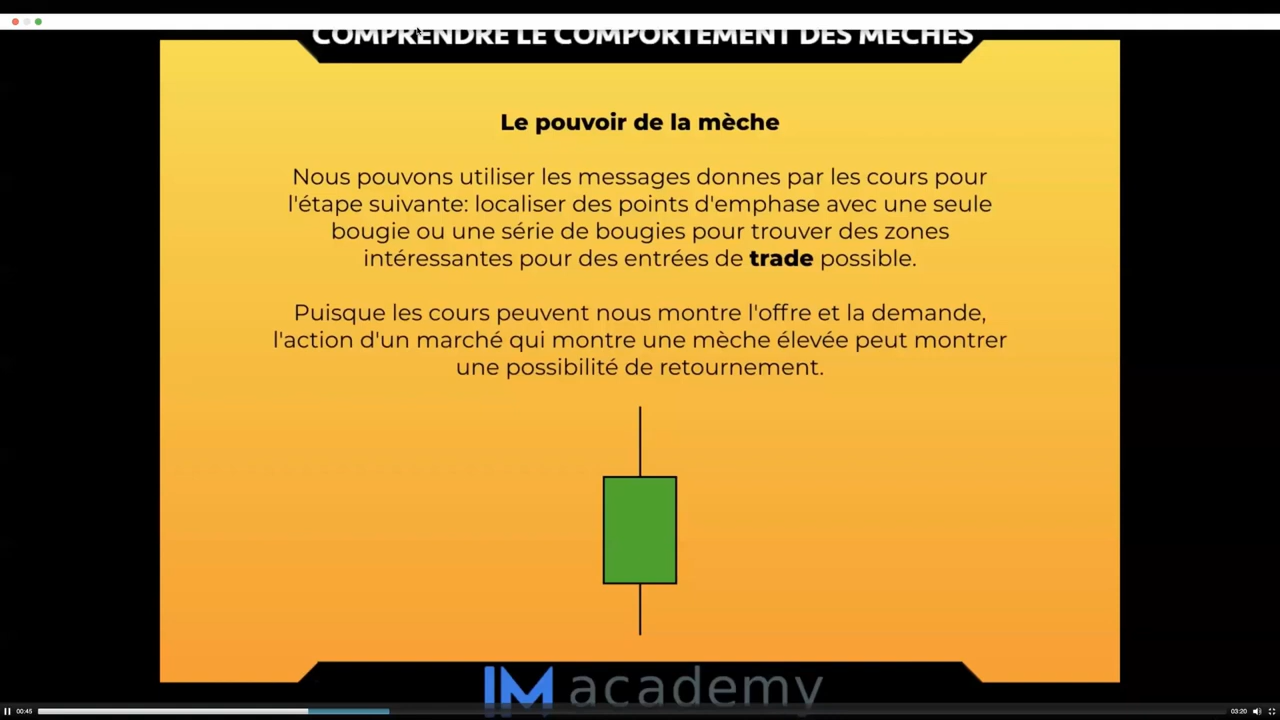 COMPRENDRE LE COMPORTEMENT DES MÈCHES
Le pouvoir de la mèche
Nous pouvons utiliser les messages donnes par les cours pour
l'étape suivante: localiser des points d'emphase avec une seule
bougie ou une série de bougies pour trouver des zones
intéressantes pour des entrées de trade possible.
Puisque les cours peuvent nous montre l'offre et la demande,
l'action d'un marché qui montre une mèche élevée peut montrer
une possibilité de retournement.
IM academy
00:45
03:20